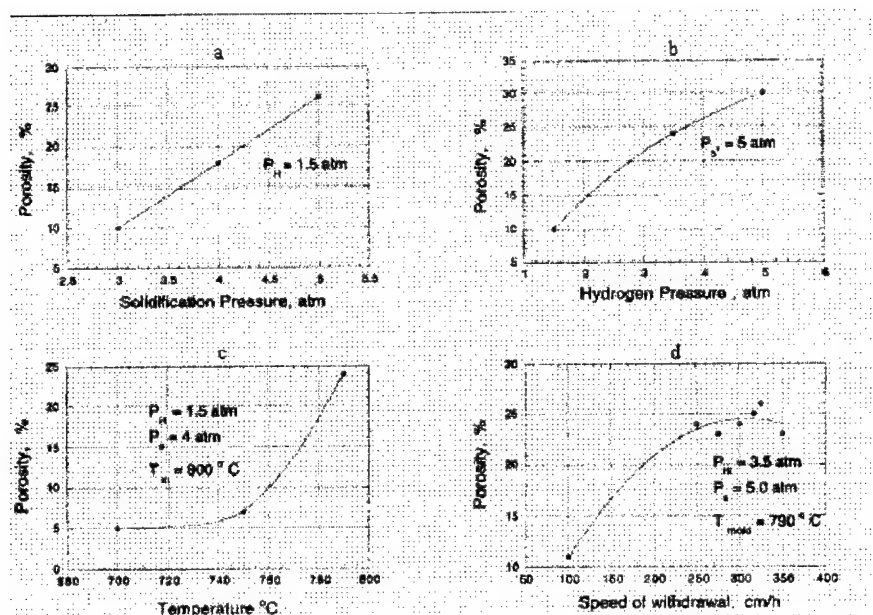 a
20
20
15
10
5
2.5
3
3.5
4
4.5
5
5.5
Porosity, %
P_H = 1.5 atm
Solidification Pressure, atm
b
35
30
25
20
15
10
5
1
2
3
4
5
6
Porosity, %
P_s = 5 atm
Hydrogen Pressure , atm
c
25
20
15
10
5
0
680
700
720
740
760
780
800
Porosity, %
P_H = 1.5 atm
= 4 atm
= 900 °C
Temperature °C
d
30
25
20
15
10
50
100
150
200
250
300
350
400
Porosity, %
= 3.5 atm
P_s = 5.0 atm
T_mold = 790 °C
Speed of withdrawal, cm/h